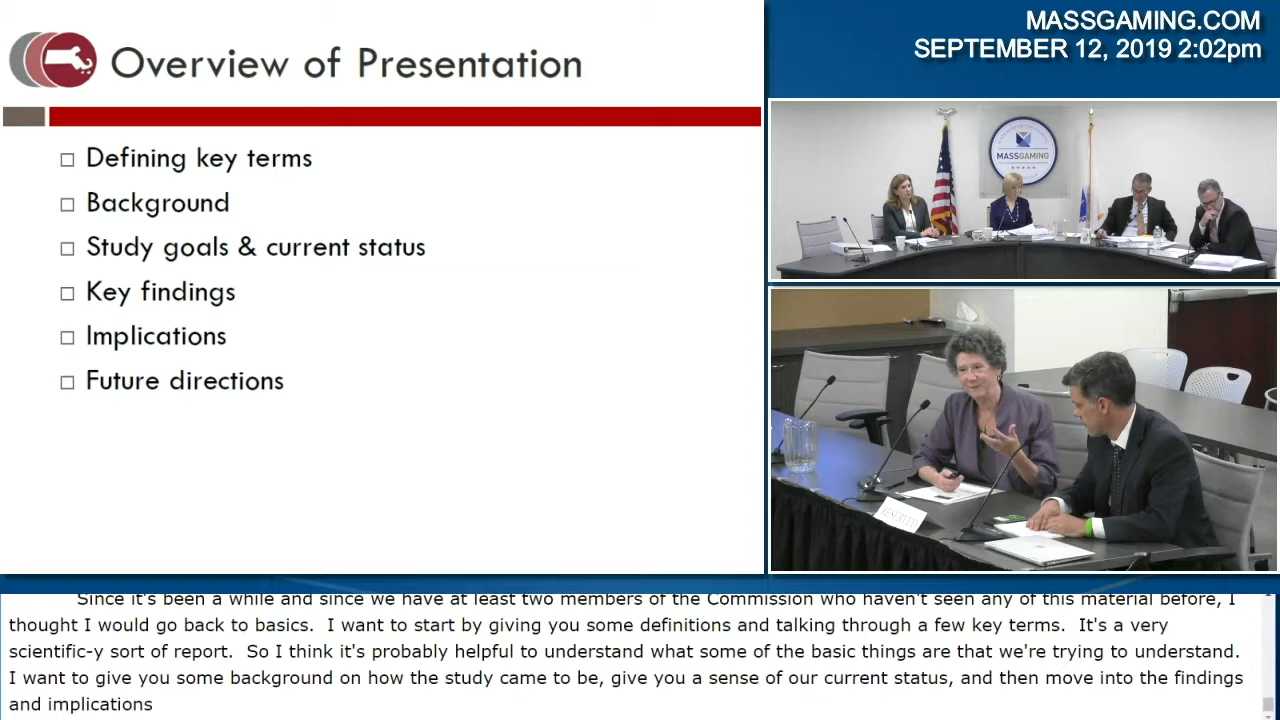 MASSGAMING.COM
SEPTEMBER 12, 2019 2:02pm
Overview of Presentation
Defining key terms
Background
Study goals & current status
Key findings
Implications
Future directions
MASSGAMING
RESERVED
Since it's been a while and since we have at least two members of the Commission who haven't seen any of this material before, I
thought I would go back to basics.  I want to start by giving you some definitions and talking through a few key terms.  It's a very
scientific-y sort of report.  So I think it's probably helpful to understand what some of the basic things are that we're trying to understand.
I want to give you some background on how the study came to be, give you a sense of our current status, and then move into the findings
and implications